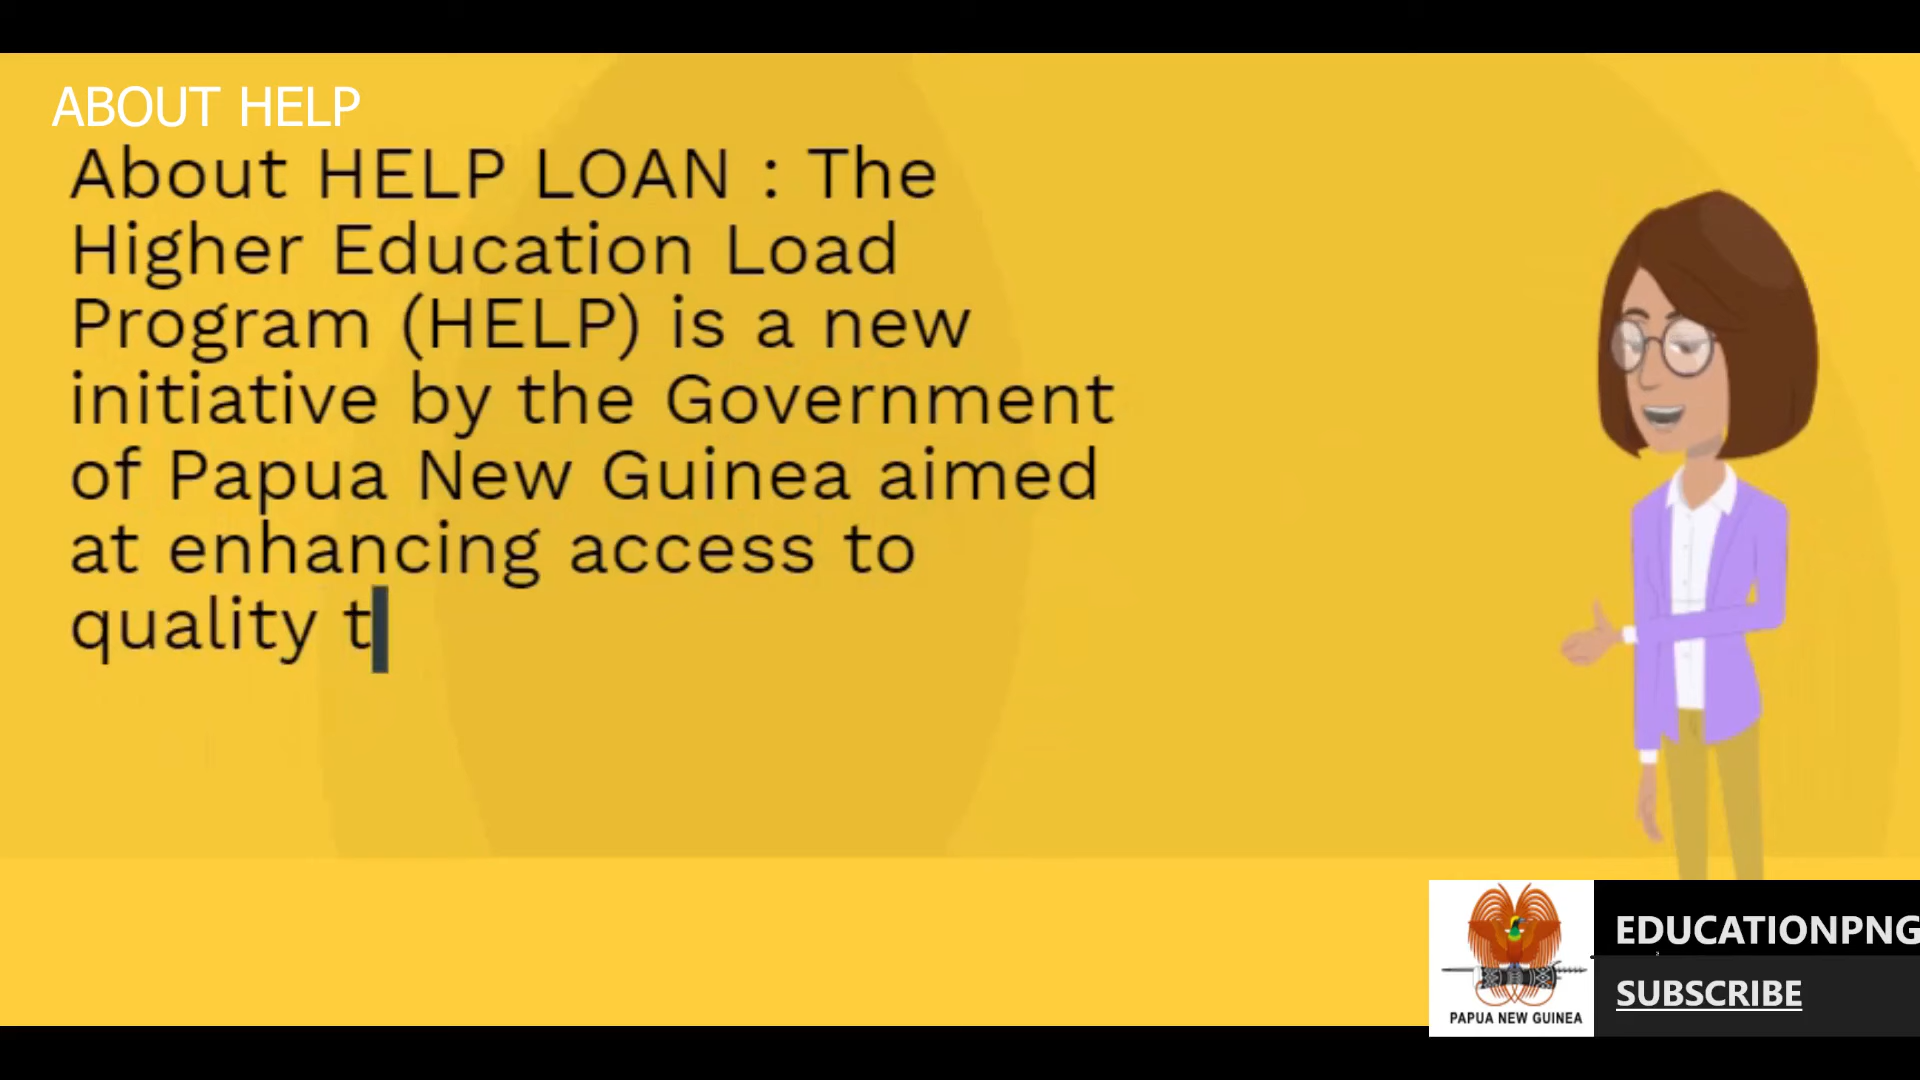 ABOUT HELP
About HELP LOAN : The
Higher Education Load
Program (HELP) is a new
initiative by the Government
of Papua New Guinea aimed
at enhancing access to
quality t
EDUCATIONPNG
SUBSCRIBE
PAPUA NEW GUINEA